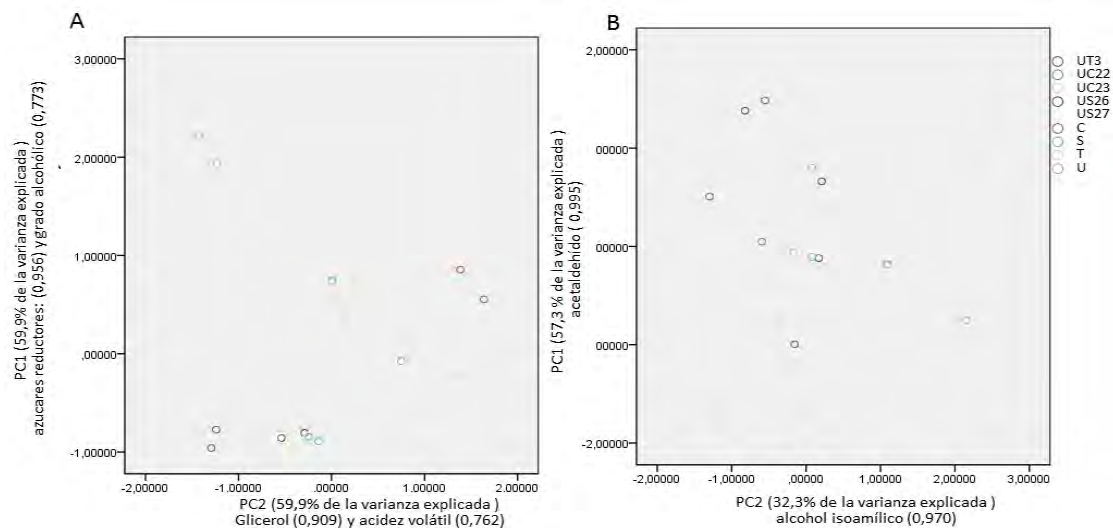 A
3,00000
2,00000
1,00000
,00000
-1,00000
-2,00000
-1,00000
,00000
1,00000
2,00000
PC1 (59,9% de la varianza explicada )
azucares reductores: (0,956) y grado alcohólico (0,773)
PC2 (59,9% de la varianza explicada )
Glicerol (0,909) y acidez volátil (0,762)
B
2,00000
,00000
,00000
,00000
-2,00000
-2,00000
-1,00000
,00000
1,00000
2,00000
3,00000
PC1 (57,3 % de la varianza explicada )
acetaldehído ( 0,995)
PC2 (32,3% de la varianza explicada )
alcohol isoamílico (0,970)
UT3
UC22
UC23
US26
US27
C
S
T
U